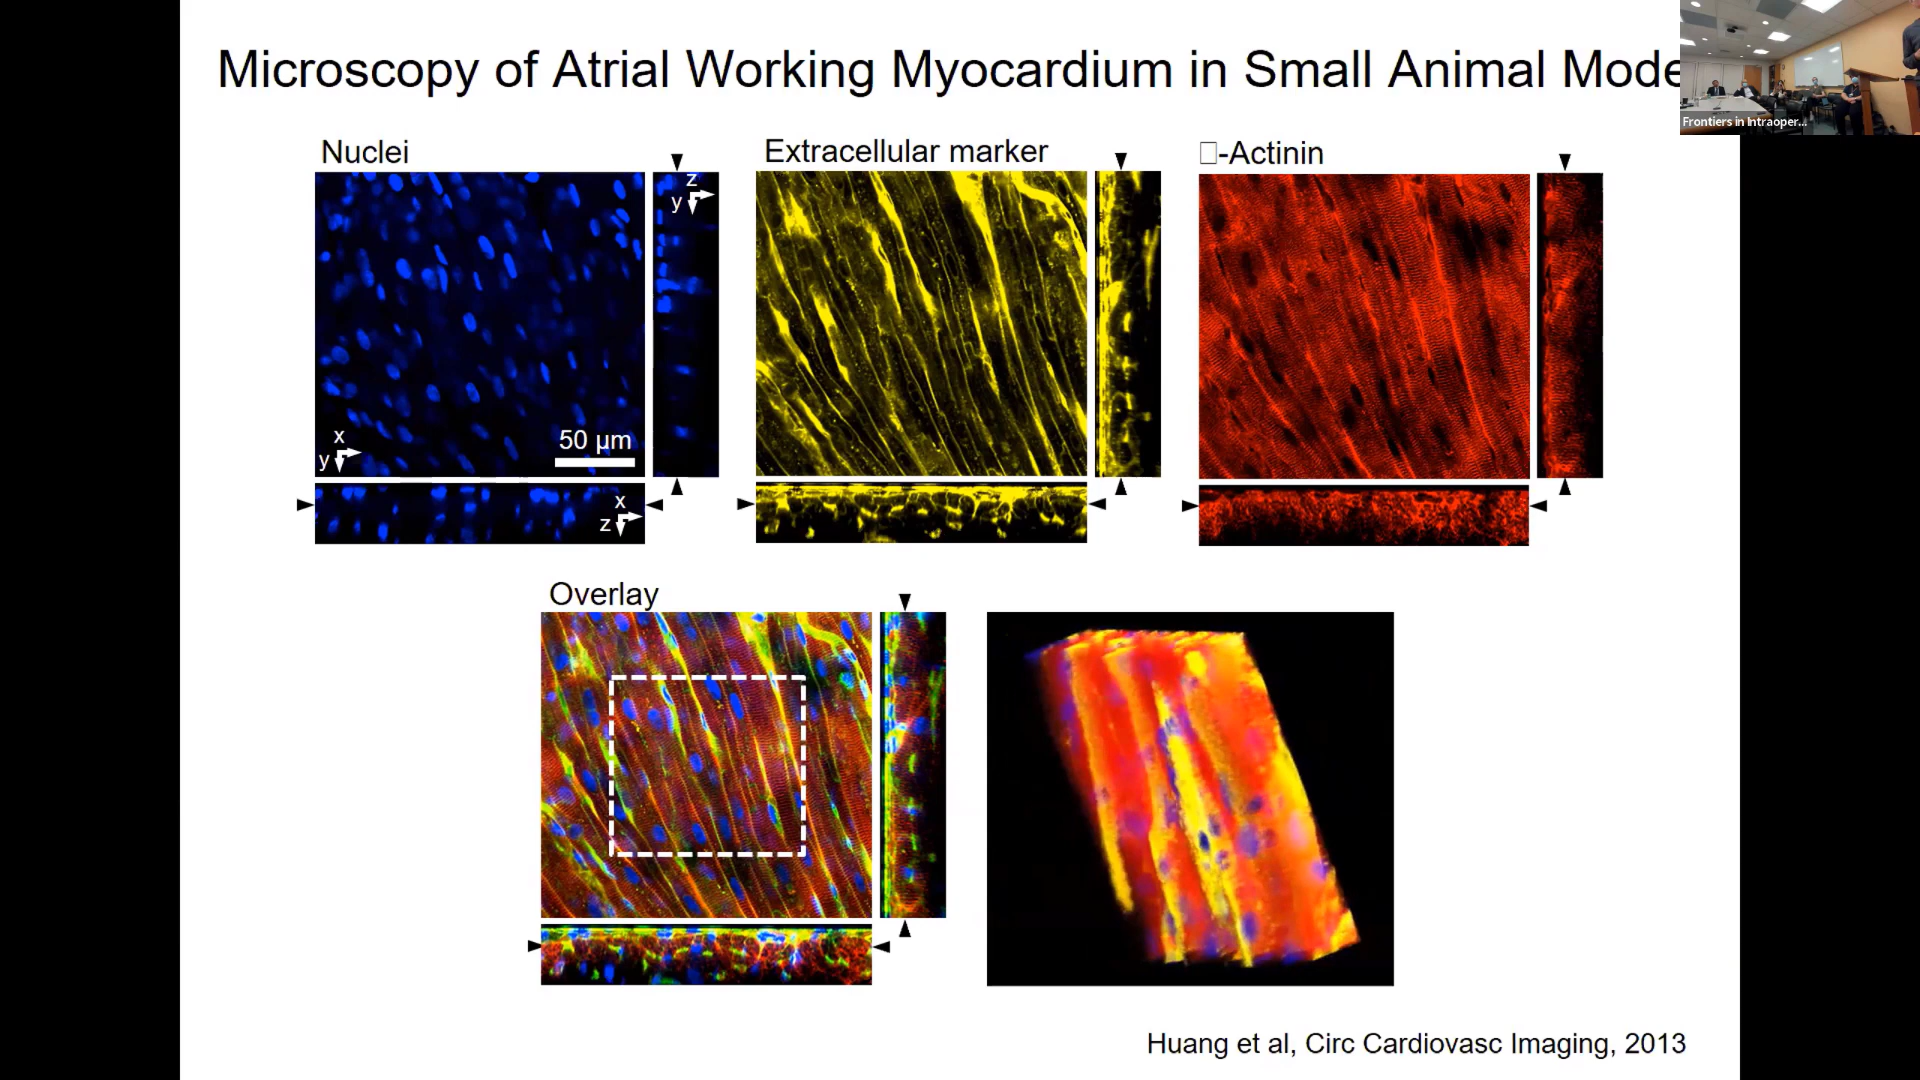 Microscopy of Atrial Working Myocardium in Small Animal Mode
Frontiers in Intraoper...
Nuclei
Extracellular marker
□-Actinin
z
y
x
y
50 µm
x
z
Overlay
Huang et al, Circ Cardiovasc Imaging, 2013